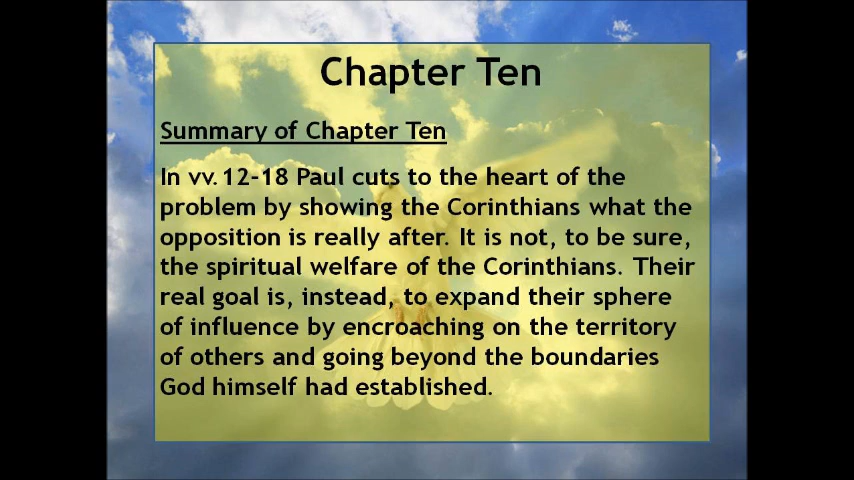 Chapter Ten
Summary of Chapter Ten
In vv.12-18 Paul cuts to the heart of the
problem by showing the Corinthians what the
opposition is really after. It is not, to be sure,
the spiritual welfare of the Corinthians. Their
real goal is, instead, to expand their sphere
of influence by encroaching on the territory
of others and going beyond the boundaries
God himself had established.